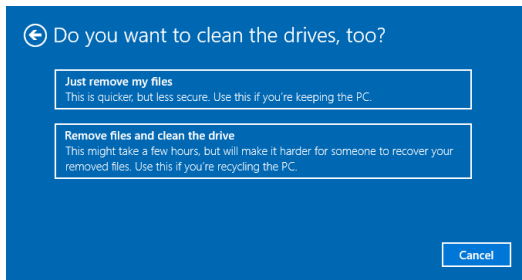 Do you want to clean the drives, too?
Just remove my files
This is quicker, but less secure. Use this if you're keeping the PC.
Remove files and clean the drive
This might take a few hours, but will make it harder for someone to recover your
removed files. Use this if you're recycling the PC.
Cancel